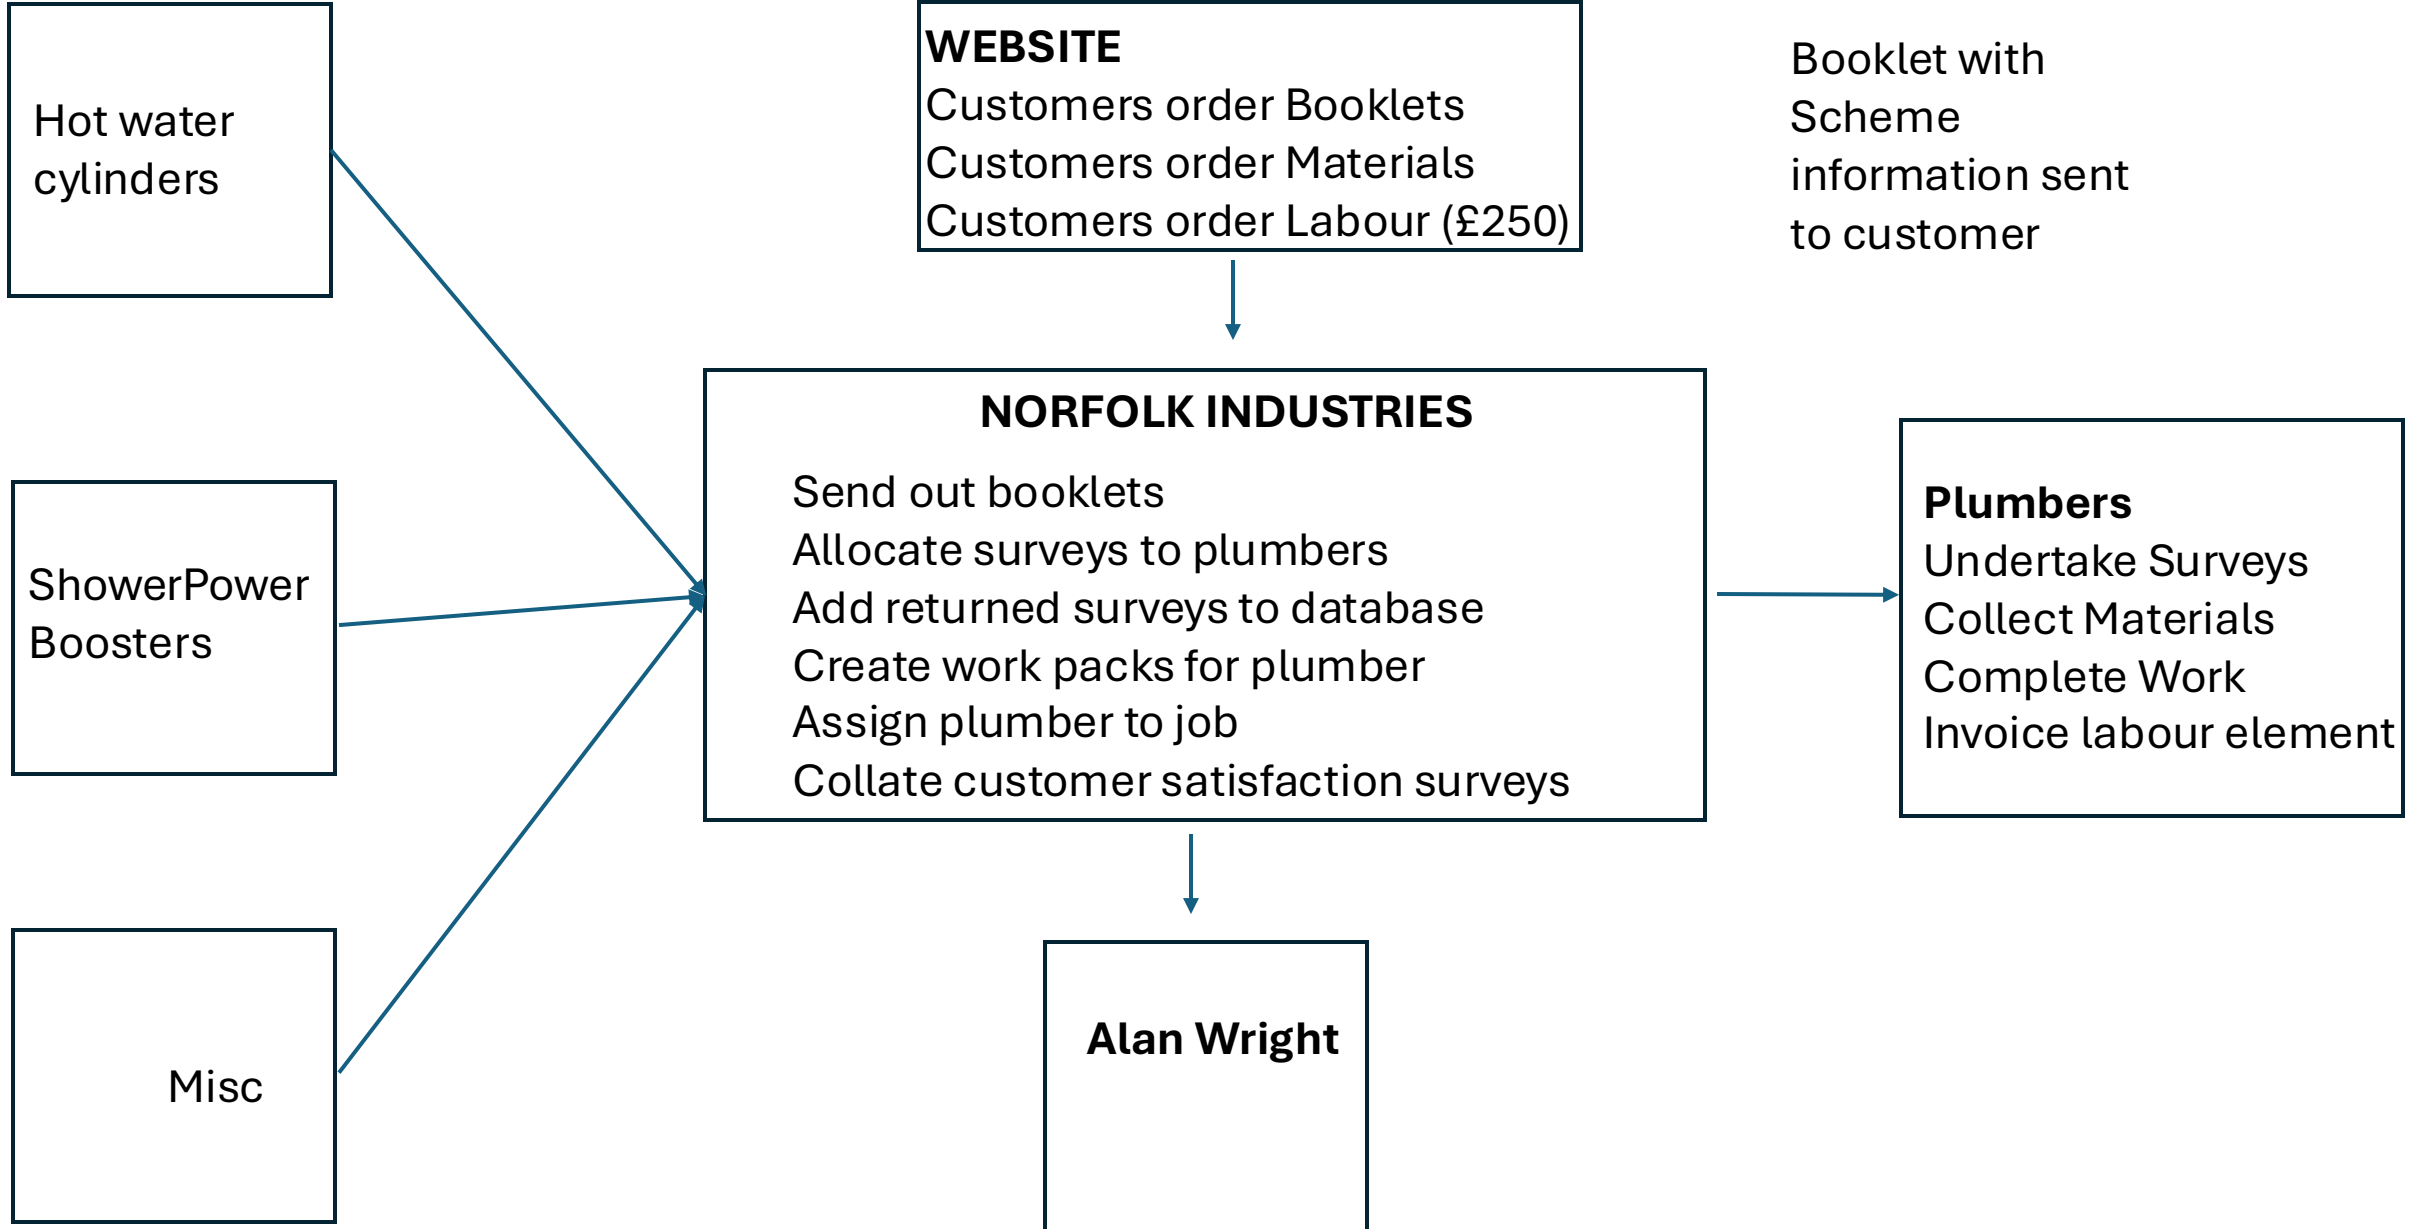 Hot water
cylinders
WEBSITE
Customers order Booklets
Customers order Materials
Customers order Labour (£250)
Booklet with
Scheme
information sent
to customer
ShowerPower
Boosters
NORFOLK INDUSTRIES
Send out booklets
Allocate surveys to plumbers
Add returned surveys to database
Create work packs for plumber
Assign plumber to job
Collate customer satisfaction surveys
Plumbers
Undertake Surveys
Collect Materials
Complete Work
Invoice labour element
Misc
Alan Wright